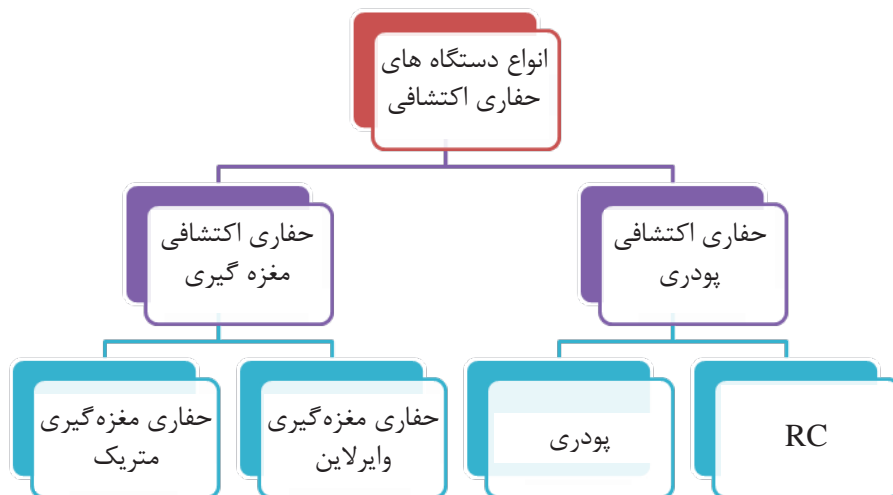 انواع دستگاه های
حفاری اکتشافی
حفاری اکتشافی
پودری
حفاری اکتشافی
مغزه گیری
RC
پودری
حفاری مغزه‌گیری
وایرلاین
حفاری مغزه‌گیری
متریک